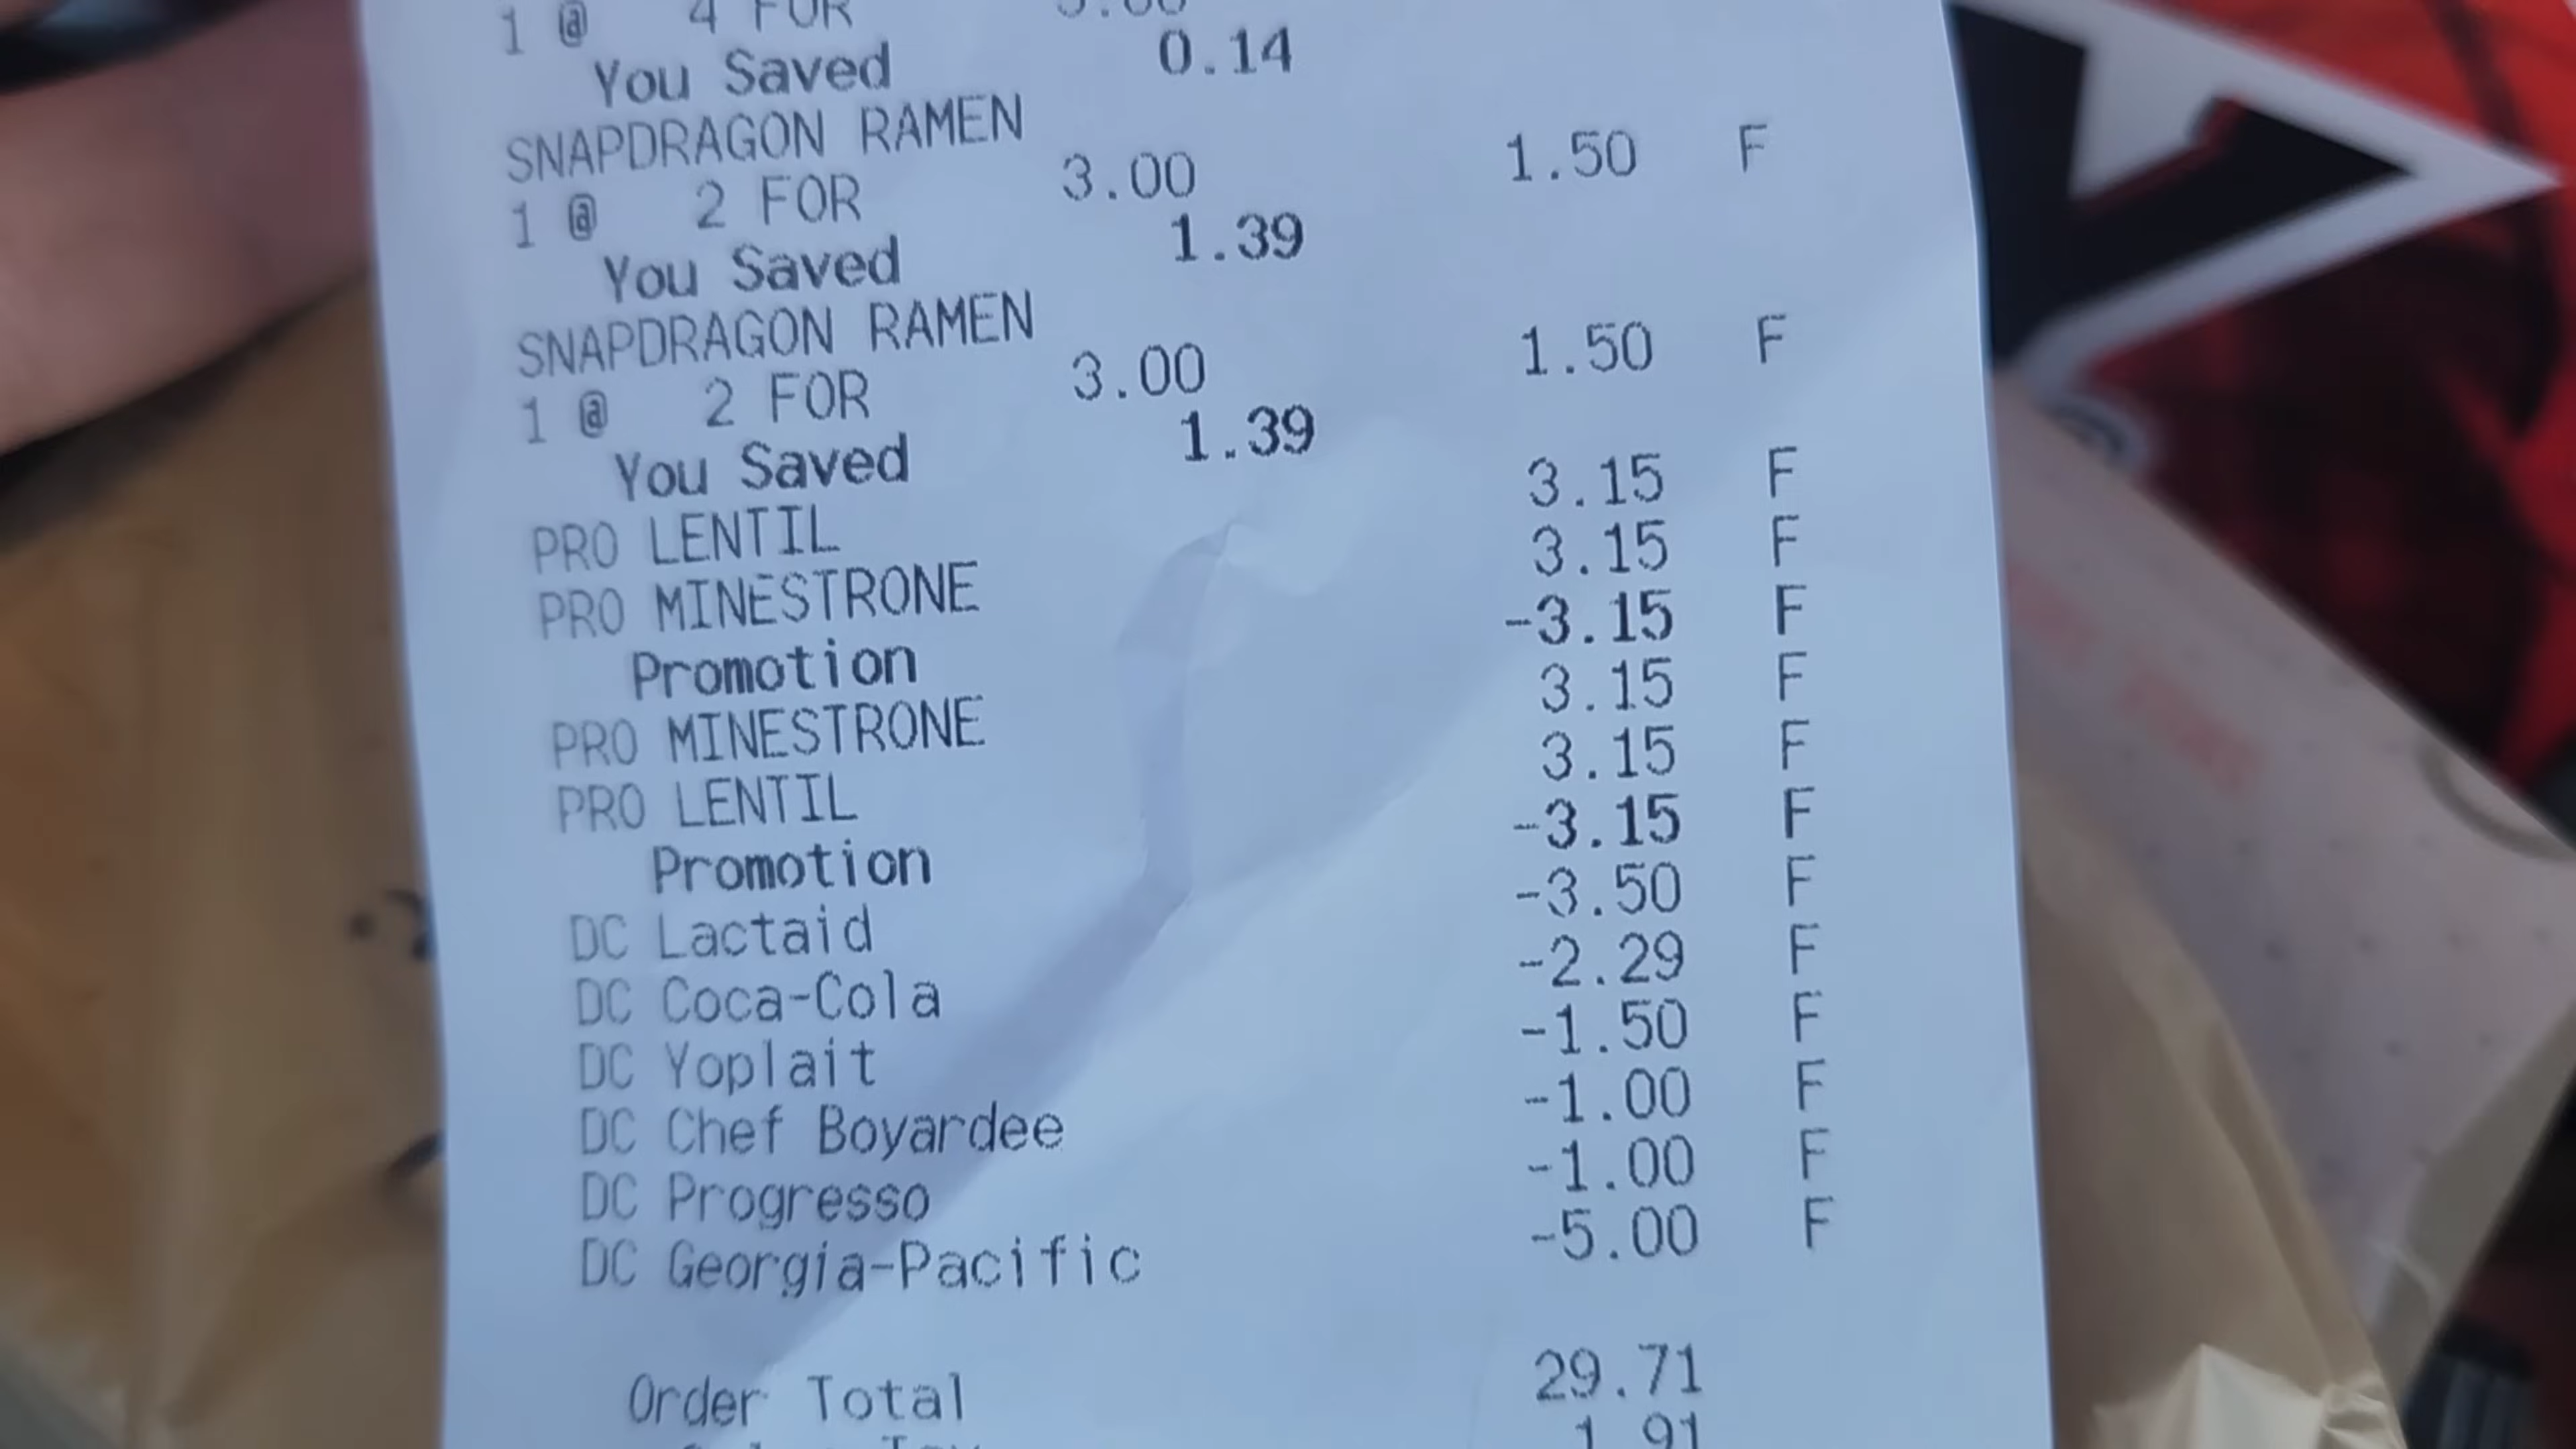 1 @ 4 FOR
You Saved 0.14
SNAPDRAGON RAMEN
1 @ 2 FOR 3.00 1.50 F
You Saved 1.39
SNAPDRAGON RAMEN
1 @ 2 FOR 3.00 1.50 F
You Saved 1.39
PRO LENTIL 3.15 F
PRO MINESTRONE 3.15 F
Promotion -3.15 F
PRO MINESTRONE 3.15 F
PRO LENTIL 3.15 F
Promotion -3.15 F
DC Lactaid -3.50 F
DC Coca-Cola -2.29 F
DC Yoplait -1.50 F
DC Chef Boyardee -1.00 F
DC Progresso -1.00 F
DC Georgia-Pacific -5.00 F
Order Total 29.71
1.91